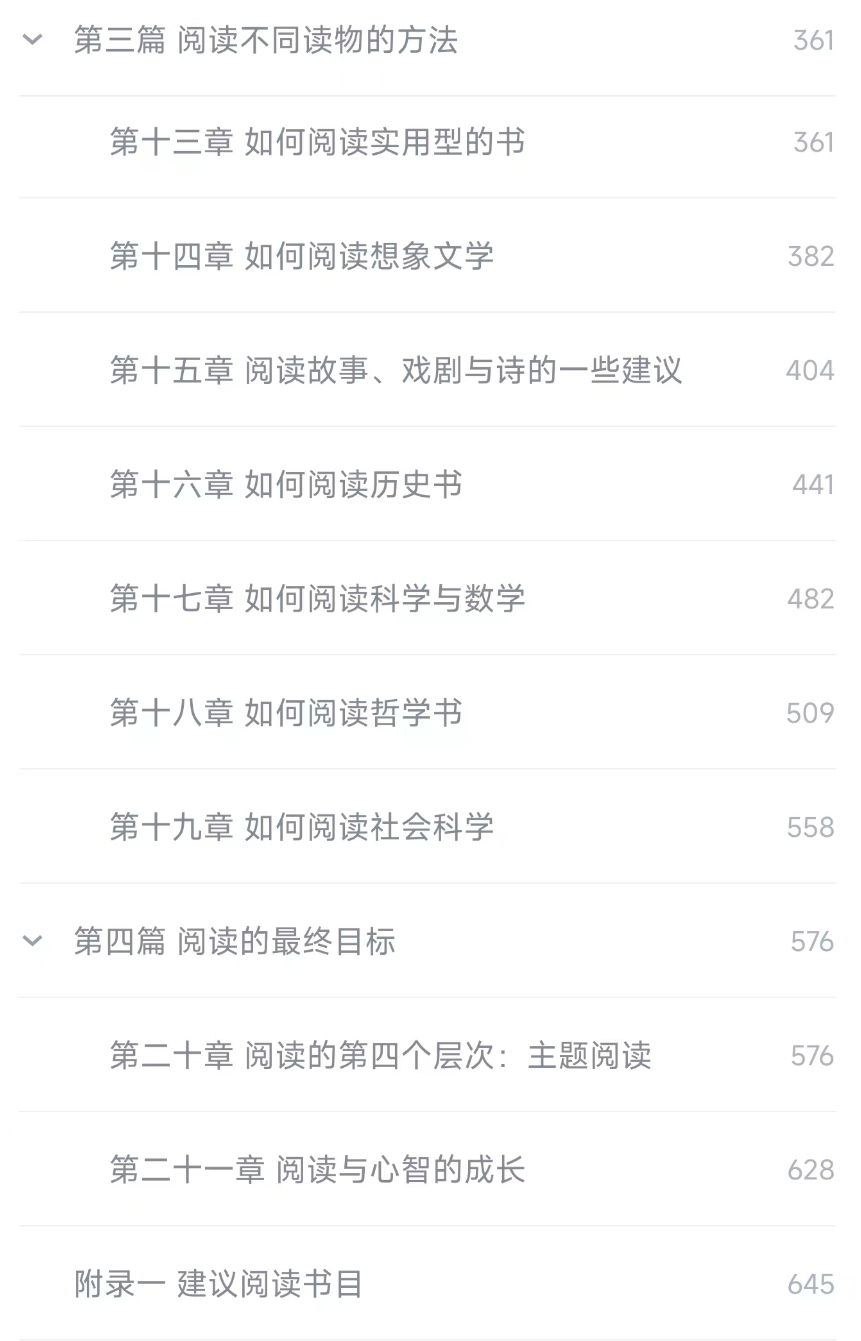 第三篇 阅读不同读物的方法 361
第十三章 如何阅读实用型的书 361
第十四章 如何阅读想象文学 382
第十五章 阅读故事、戏剧与诗的一些建议 404
第十六章 如何阅读历史书 441
第十七章 如何阅读科学与数学 482
第十八章 如何阅读哲学书 509
第十九章 如何阅读社会科学 558
第四篇 阅读的最终目标 576
第二十章 阅读的第四个层次：主题阅读 576
第二十一章 阅读与心智的成长 628
附录一 建议阅读书目 645